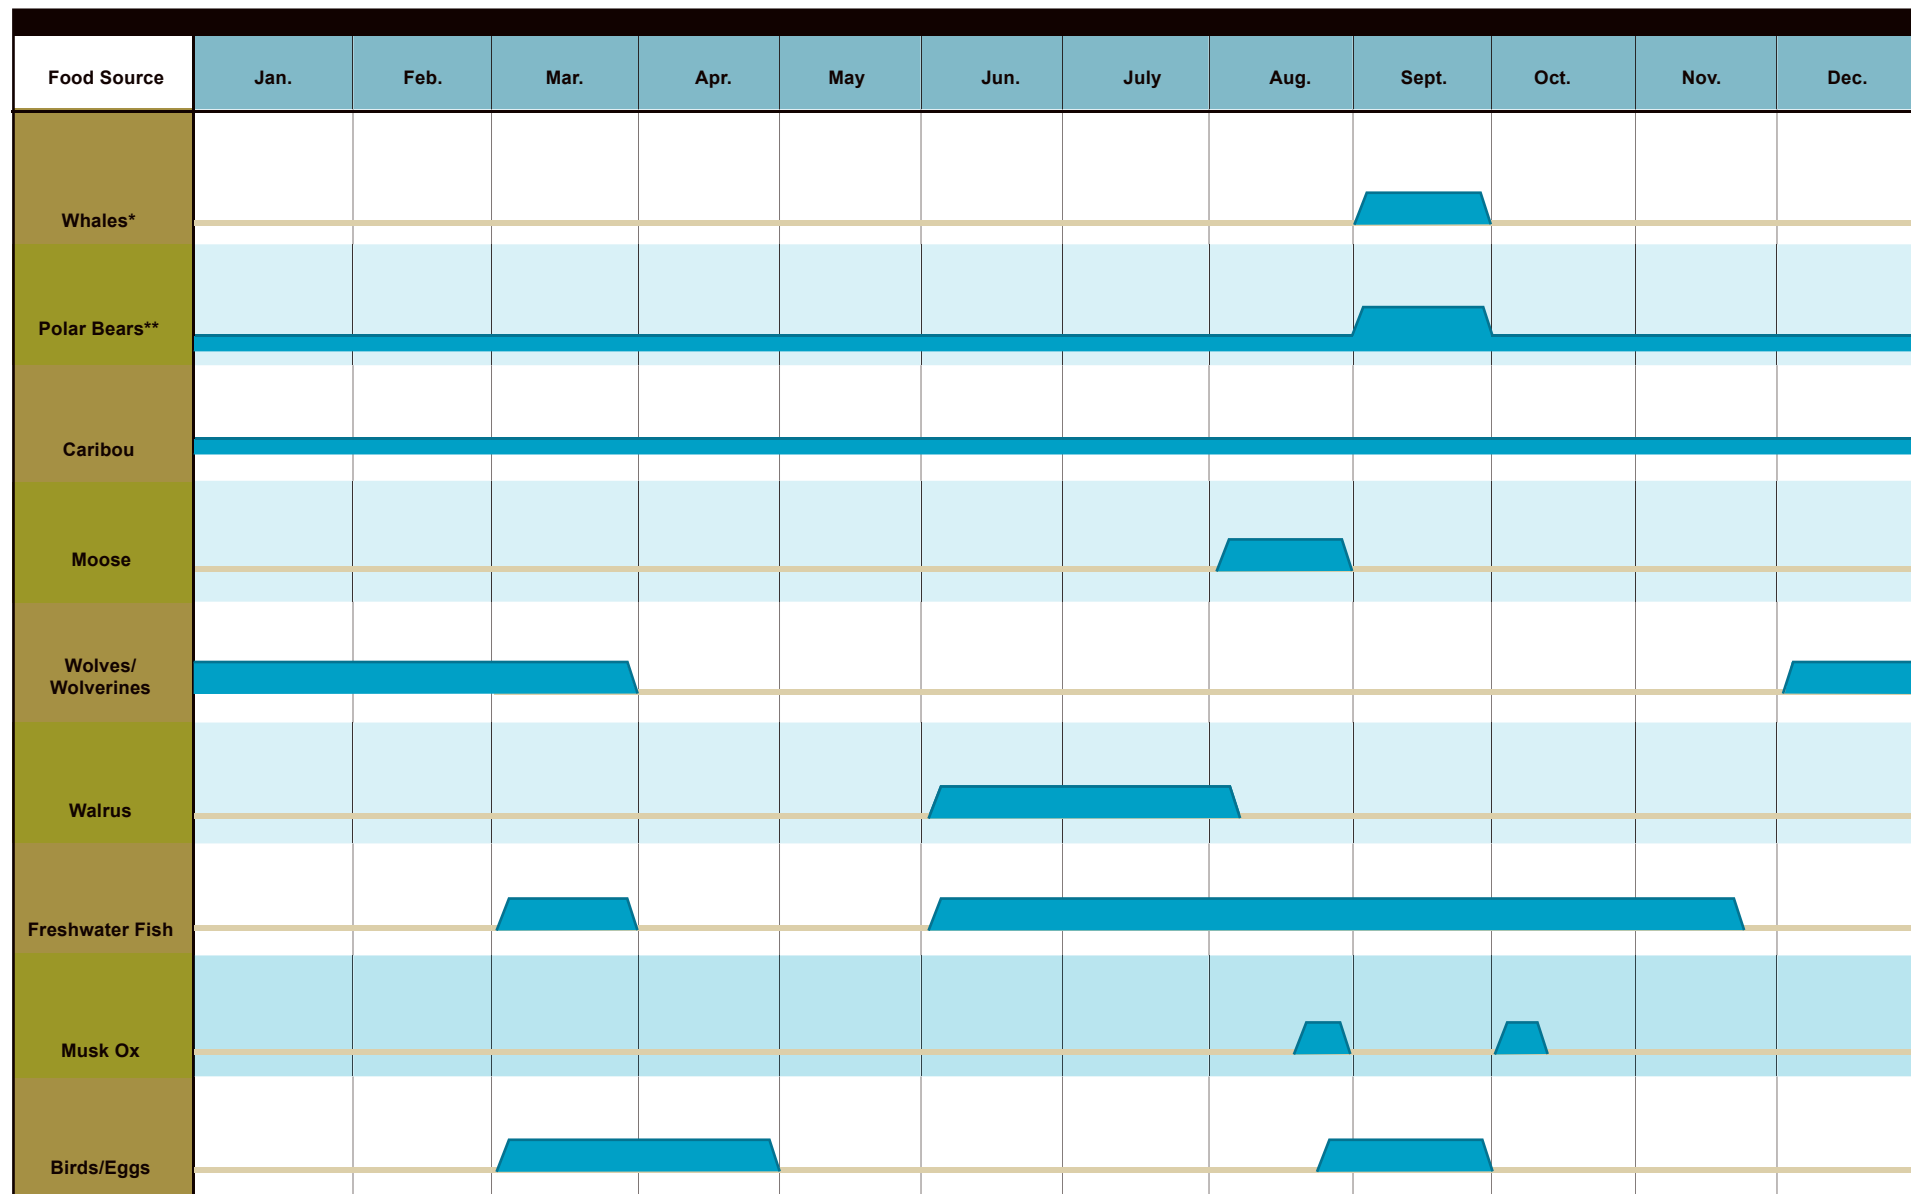 Food Source Jan. Feb. Mar. Apr. May Jun. July Aug. Sept. Oct. Nov. Dec.
Whales*
Polar Bears**
Caribou
Moose
Wolves/
Wolverines
Walrus
Freshwater Fish
Musk Ox
Birds/Eggs